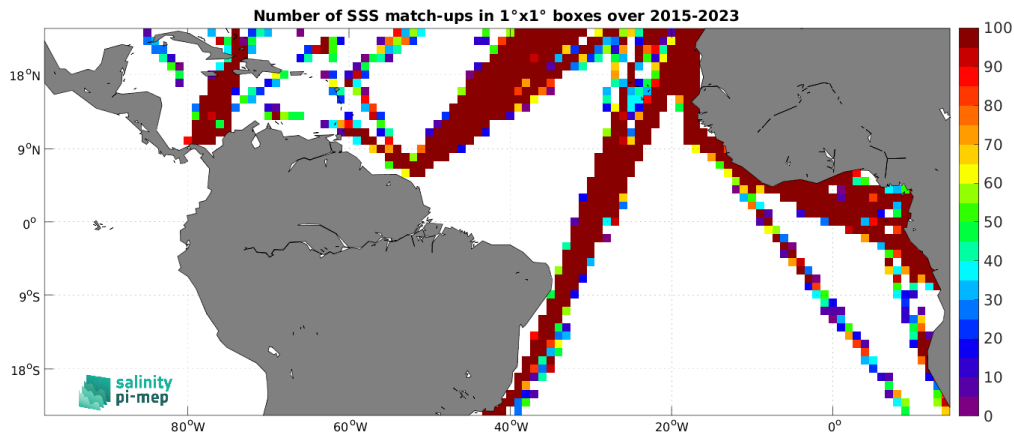 Number of SSS match-ups in 1°x1° boxes over 2015-2023
100
90
80
70
60
50
40
30
20
10
0
18°N
9°N
0°
9°S
18°S
80°W
60°W
40°W
20°W
0°
salinity
pi-mep